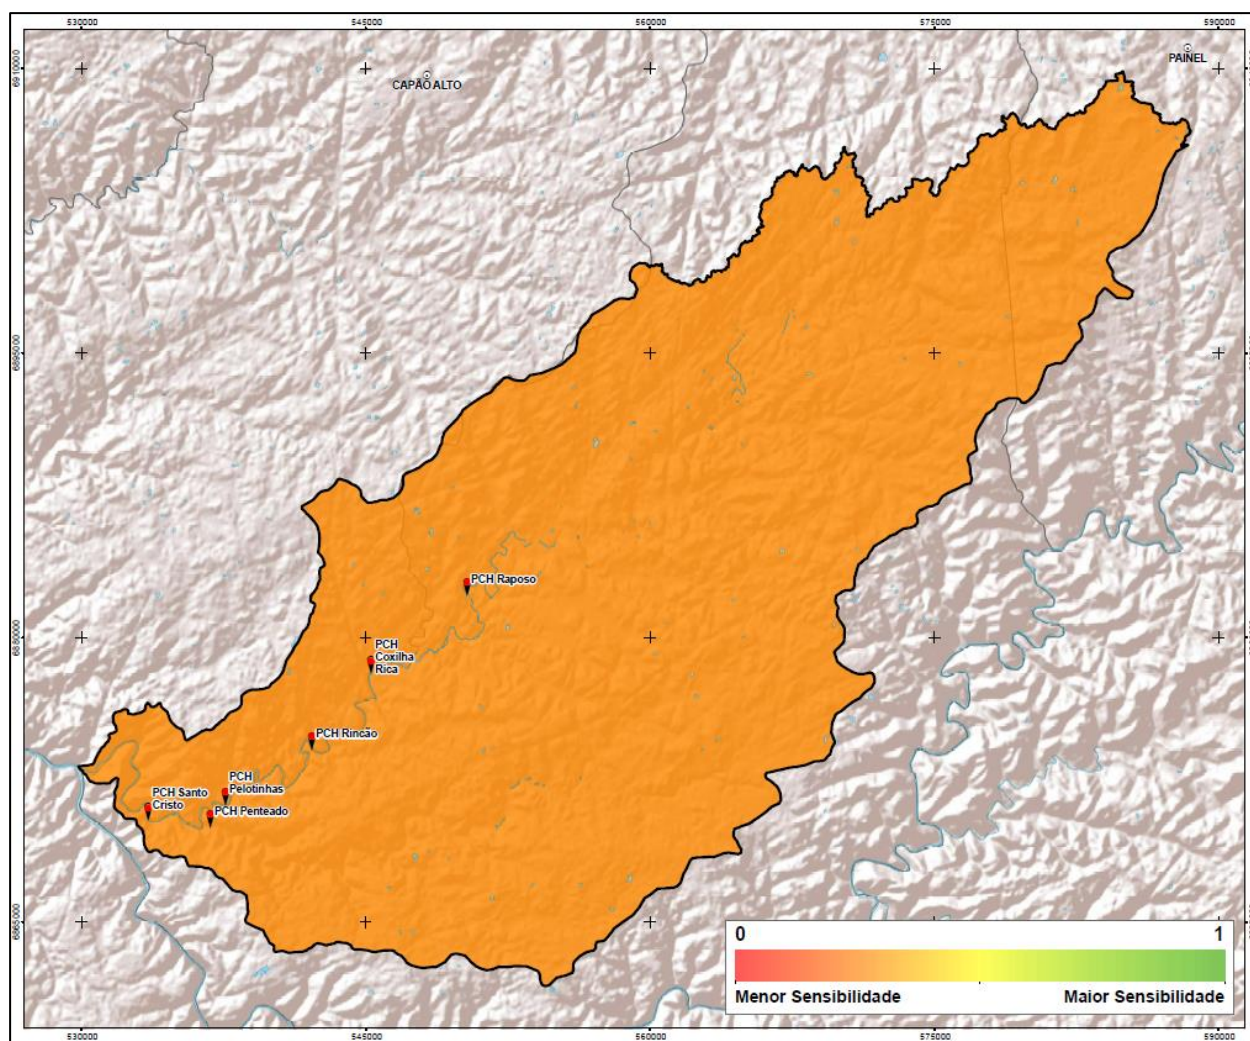 530000
545000
560000
575000
590000
6910000
CAPÃO ALTO
PAINEL
6895000
PCH Raposo
6880000
PCH
Coxilha
Rica
PCH Rincão
PCH
Pelotinhas
PCH Santo
Cristo
PCH Penteado
6865000
0
1
Menor Sensibilidade
Maior Sensibilidade
530000
545000
560000
575000
590000